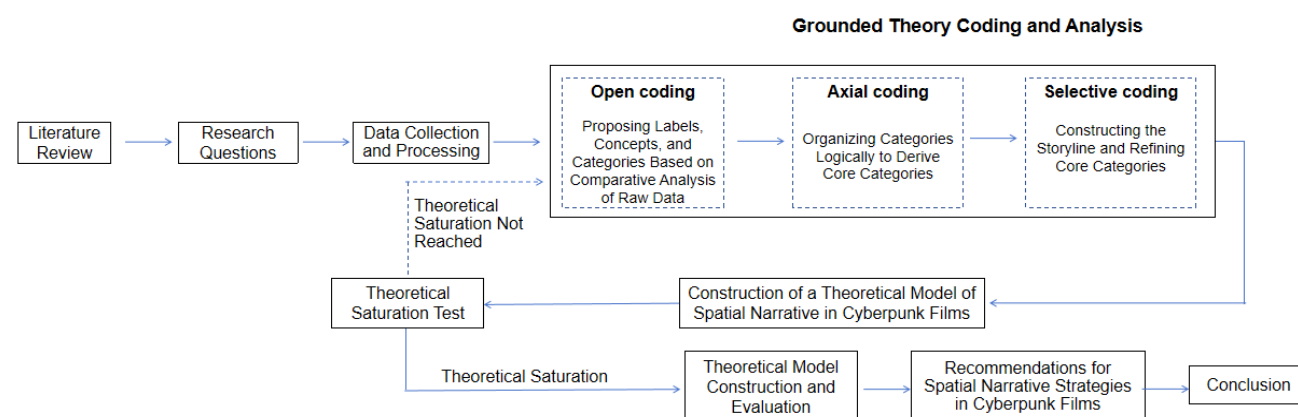 Grounded Theory Coding and Analysis
Literature
Review
Research
Questions
Data Collection
and Processing
Open coding
Proposing Labels,
Concepts, and
Categories Based on
Comparative Analysis
of Raw Data
Axial coding
Organizing Categories
Logically to Derive
Core Categories
Selective coding
Constructing the
Storyline and Refining
Core Categories
Theoretical
Saturation Not
Reached
Theoretical
Saturation Test
Construction of a Theoretical Model of
Spatial Narrative in Cyberpunk Films
Theoretical Saturation
Theoretical Model
Construction and
Evaluation
Recommendations for
Spatial Narrative Strategies
in Cyberpunk Films
Conclusion